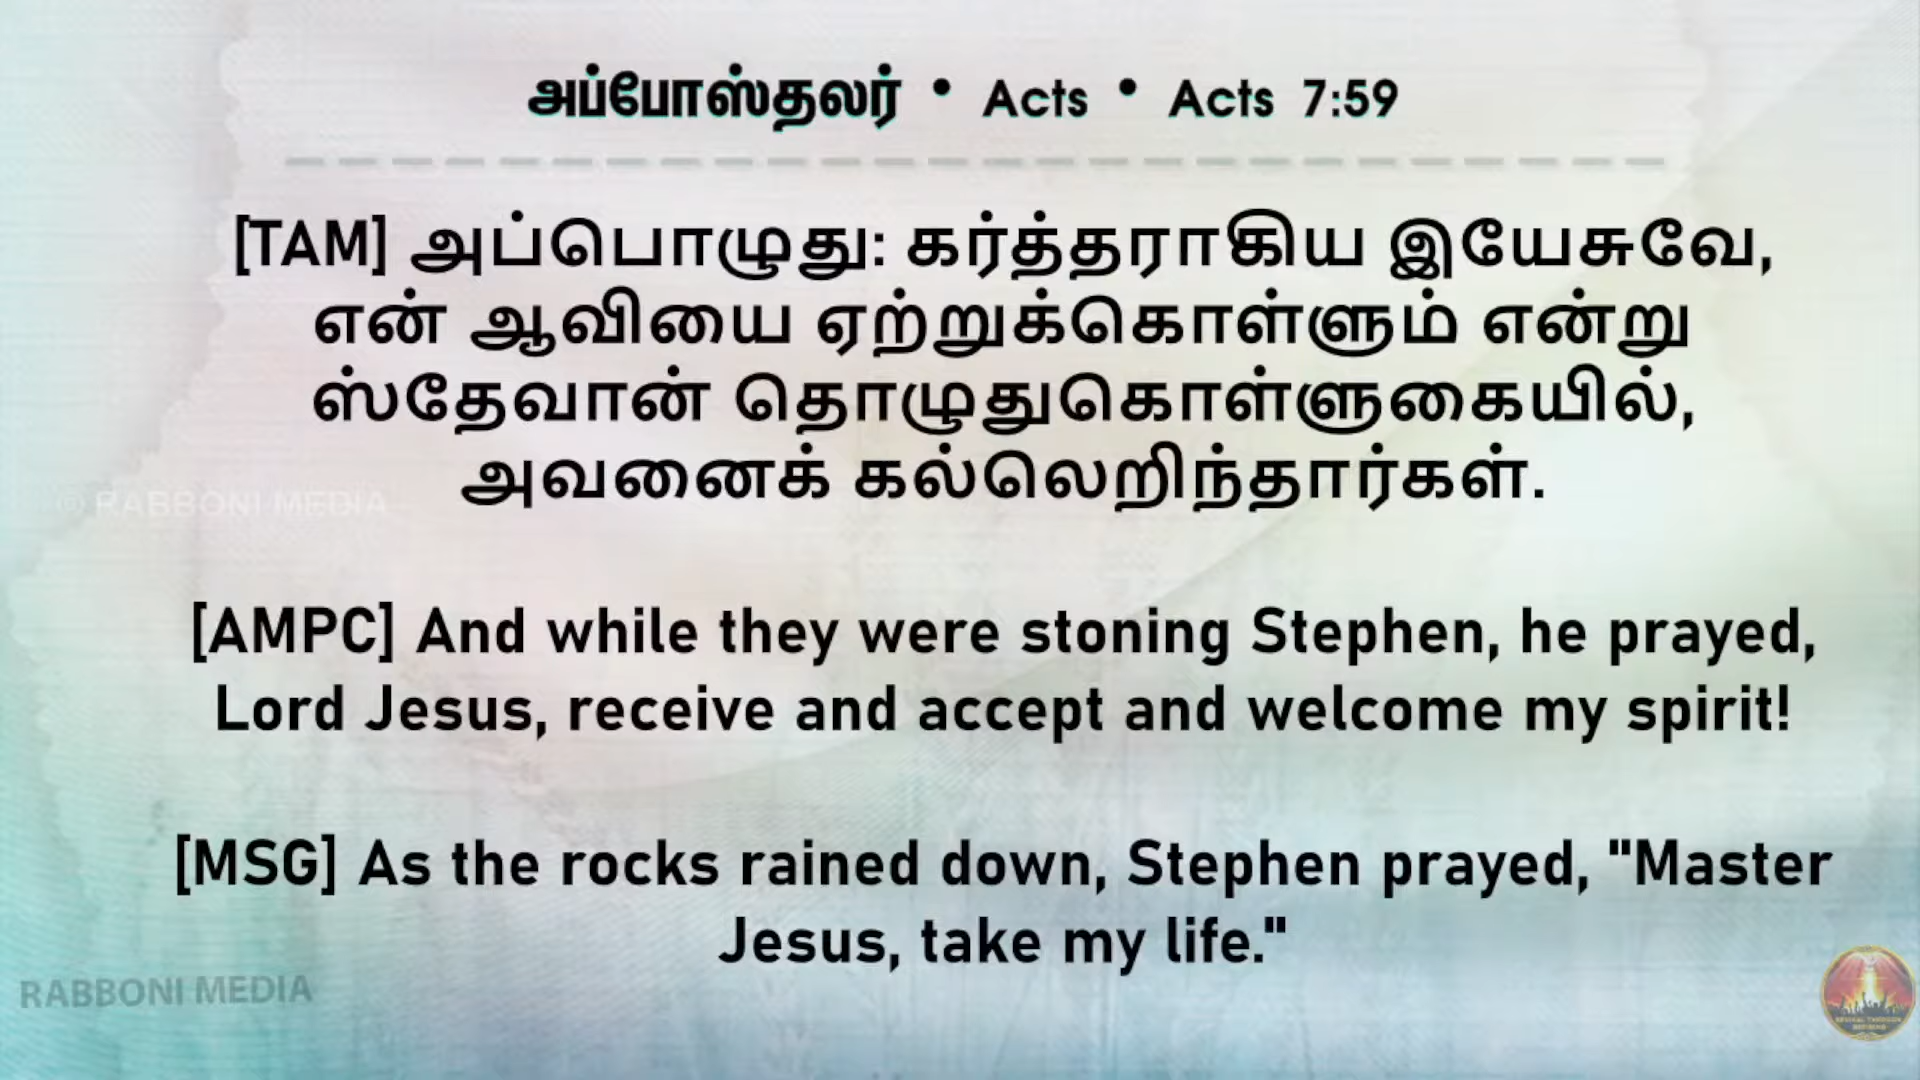 அப்போஸ்தலர் • Acts • Acts 7:59
[TAM] அப்பொழுது: கர்த்தராகிய இயேசுவே,
என் ஆவியை ஏற்றுக்கொள்ளும் என்று
ஸ்தேவான் தொழுதுகொள்ளுகையில்,
அவனைக் கல்லெறிந்தார்கள்.
© RABBONI MEDIA
[AMPC] And while they were stoning Stephen, he prayed,
Lord Jesus, receive and accept and welcome my spirit!
[MSG] As the rocks rained down, Stephen prayed, "Master
Jesus, take my life."
RABBONI MEDIA